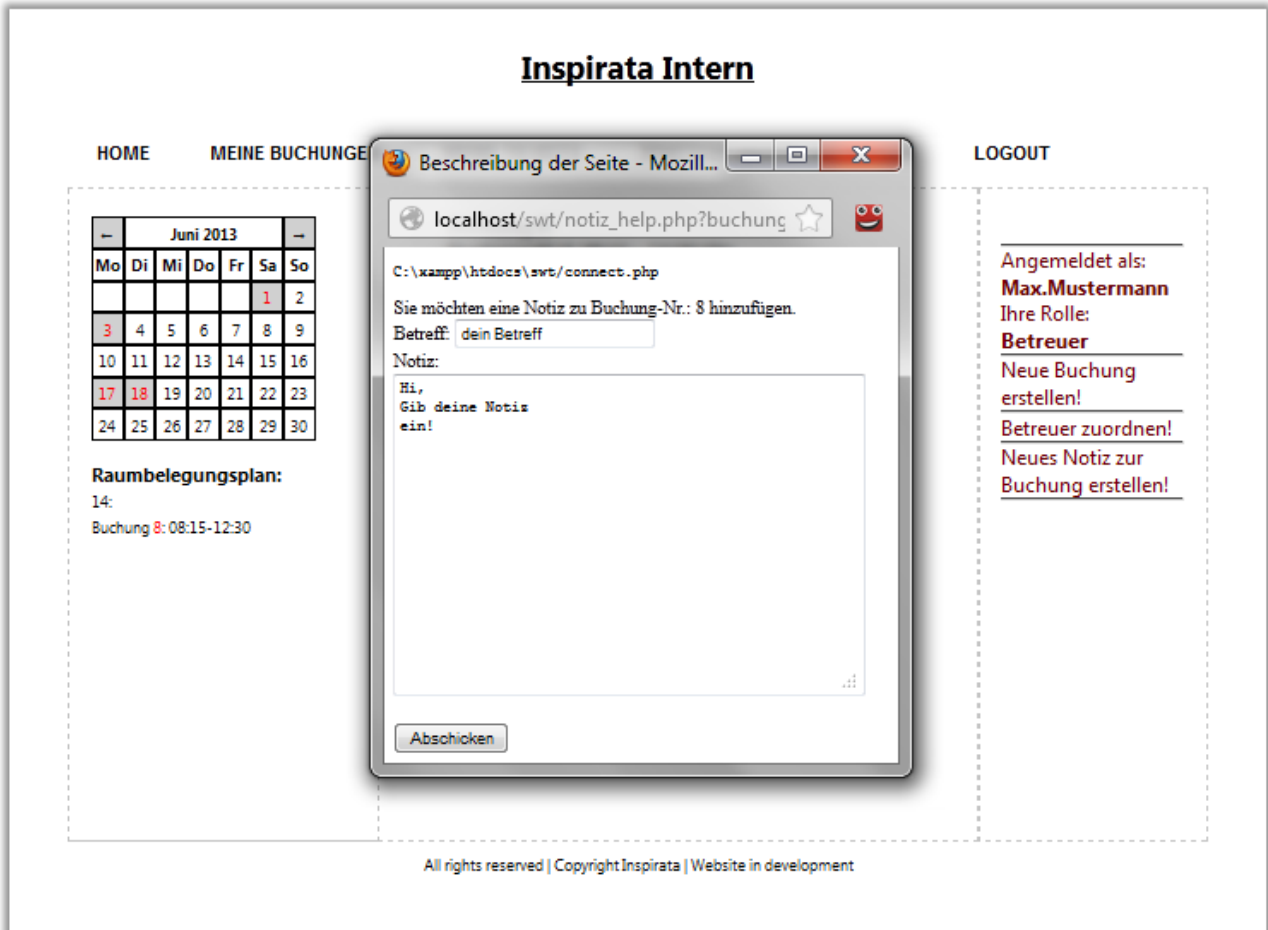 Inspirata Intern
HOME MEINE BUCHUNGE LOGOUT
← Juni 2013 →
Mo Di Mi Do Fr Sa So
1 2
3 4 5 6 7 8 9
10 11 12 13 14 15 16
17 18 19 20 21 22 23
24 25 26 27 28 29 30
Raumbelegungsplan:
14:
Buchung 8: 08:15-12:30
Beschreibung der Seite - Mozill...
localhost/swt/notiz_help.php?buchung
C:\xampp\htdocs\swt/connect.php
Sie möchten eine Notiz zu Buchung-Nr.: 8 hinzufügen.
Betreff: dein Betreff
Notiz:
Hi,
Gib deine Notiz
ein!
Abschicken
Angemeldet als:
Max.Mustermann
Ihre Rolle:
Betreuer
Neue Buchung
erstellen!
Betreuer zuordnen!
Neues Notiz zur
Buchung erstellen!
All rights reserved | Copyright Inspirata | Website in development